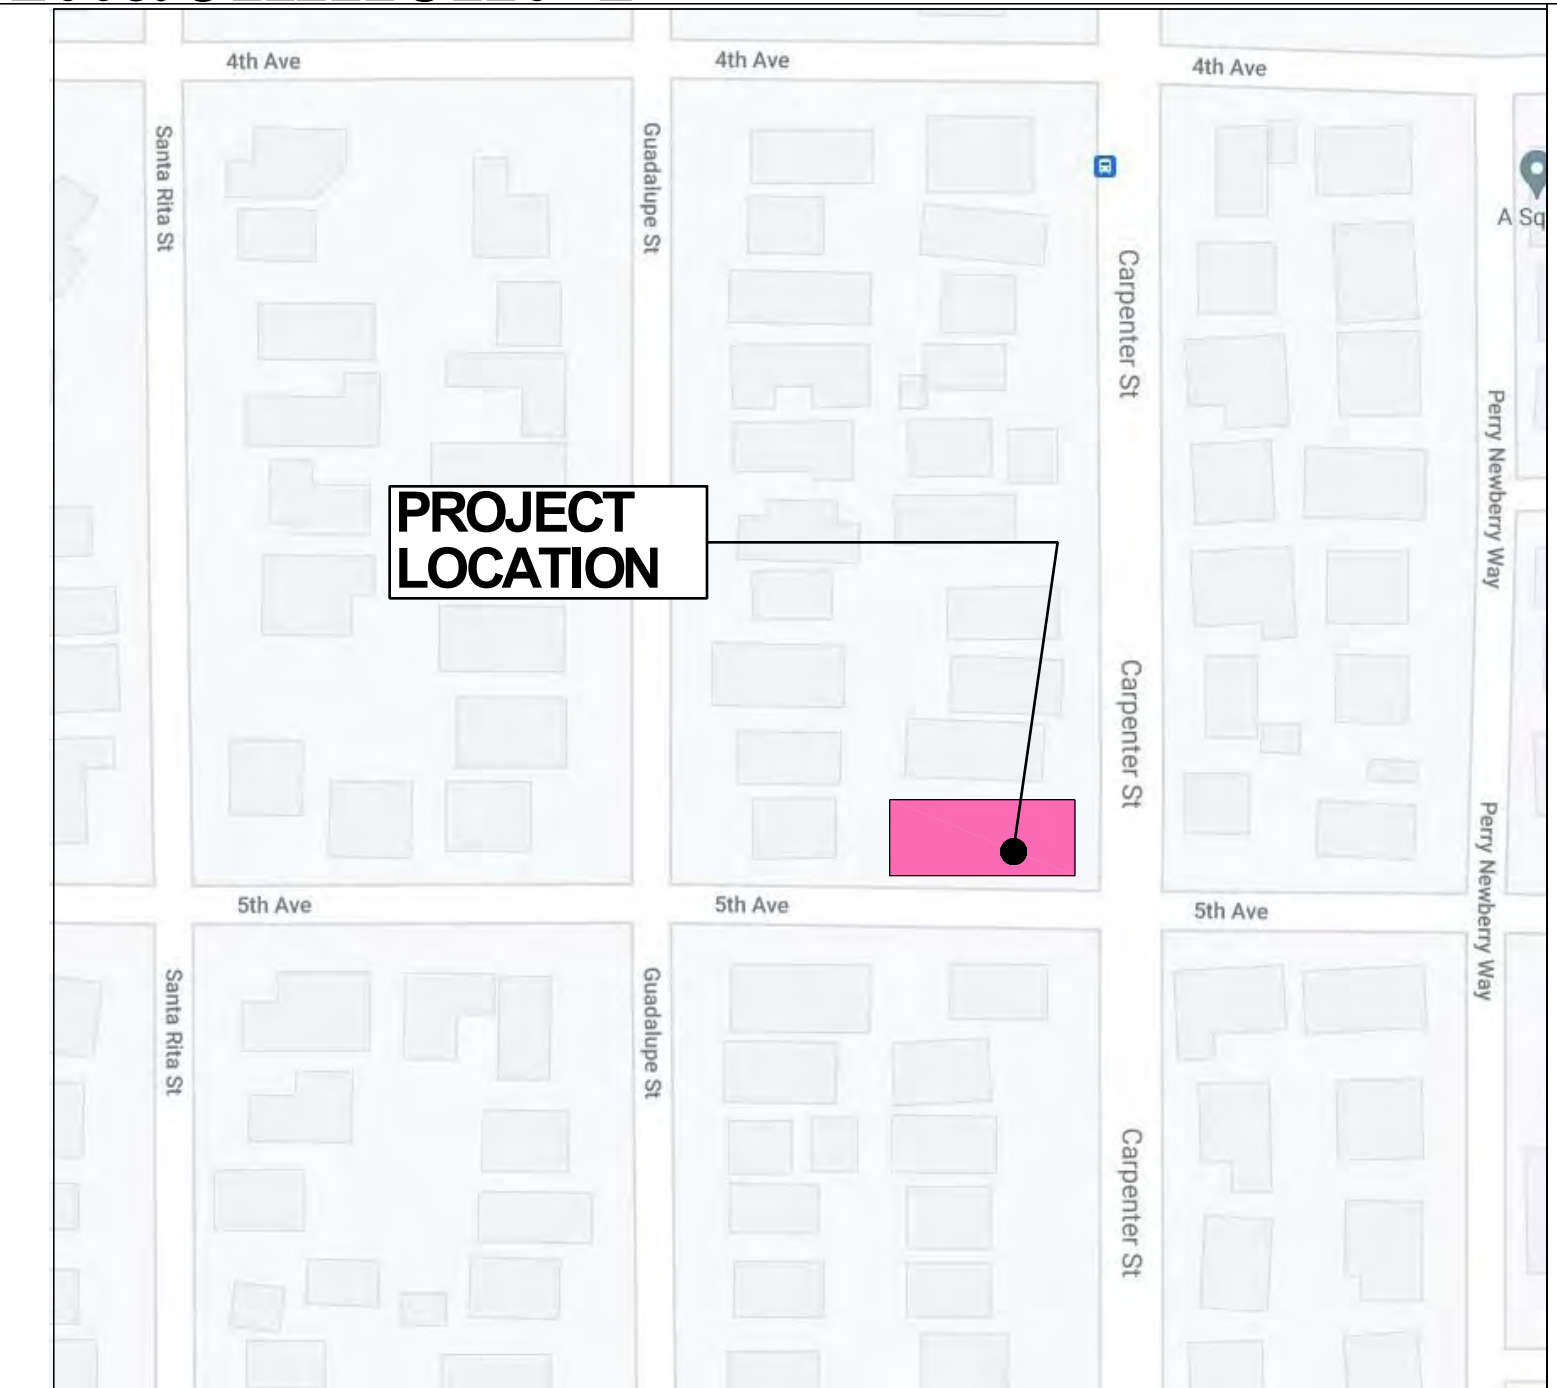 4th Ave
4th Ave
4th Ave
Santa Rita St
Guadalupe St
A Sq
Carpenter St
Perry Newberry Way
PROJECT
LOCATION
Carpenter St
Perry Newberry Way
5th Ave
5th Ave
5th Ave
Santa Rita St
Guadalupe St
Carpenter St